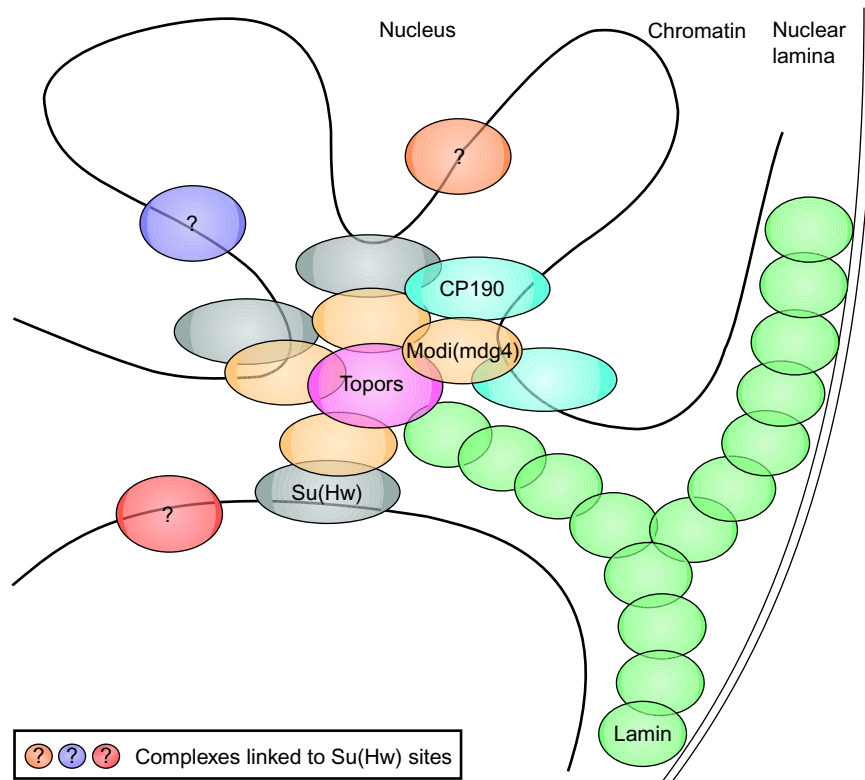 Nucleus
Chromatin
Nuclear
lamina
?
?
CP190
Modi(mdg4)
Topors
Su(Hw)
?
Lamin
? ? ? Complexes linked to Su(Hw) sites